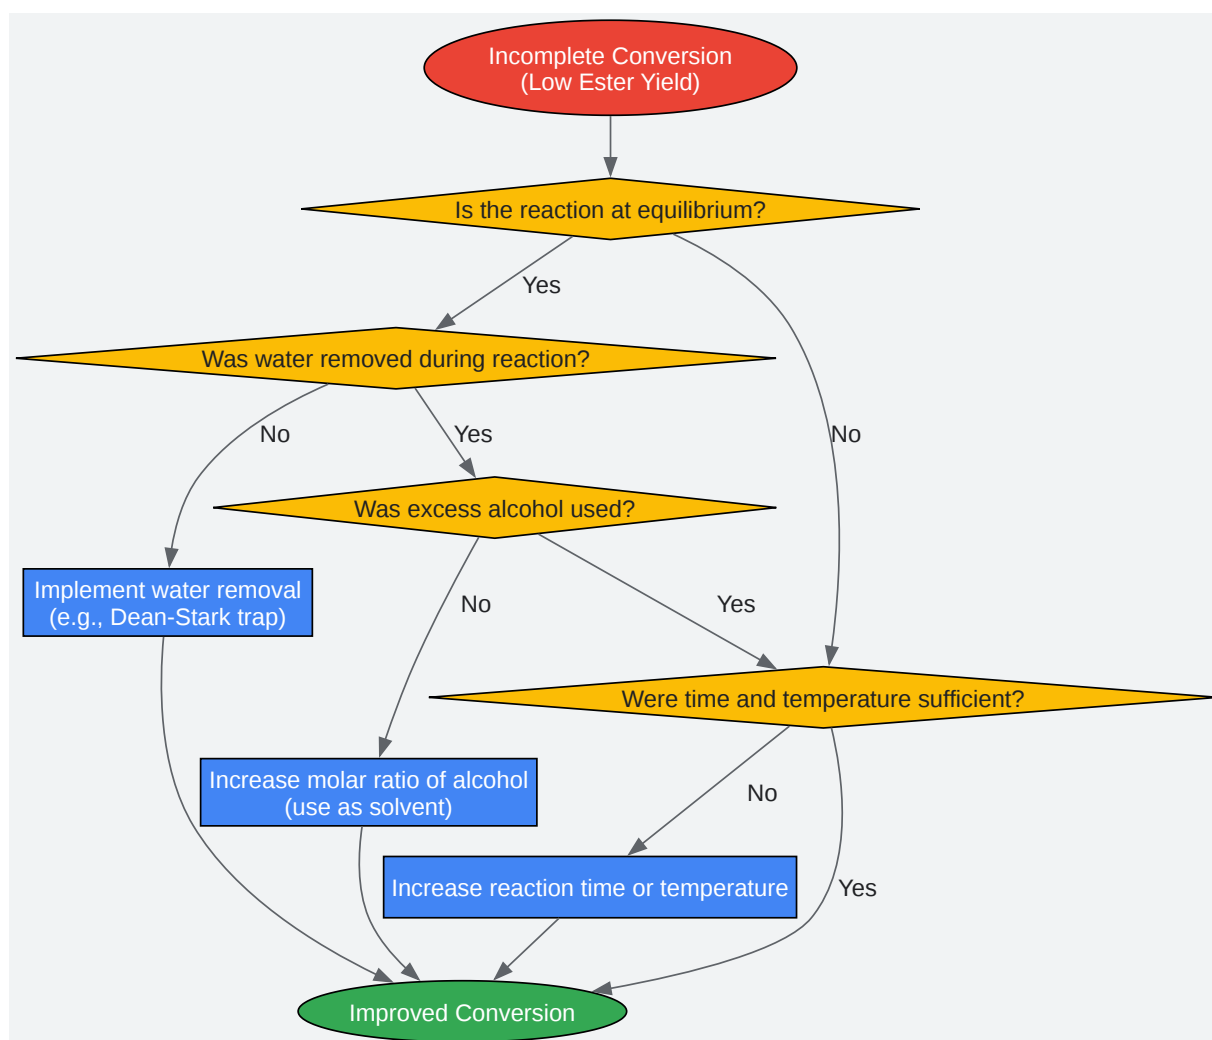 Incomplete Conversion
(Low Ester Yield)
Is the reaction at equilibrium?
Yes
Was water removed during reaction?
No
Yes
No
Was excess alcohol used?
Implement water removal
(e.g., Dean-Stark trap)
No
Yes
Were time and temperature sufficient?
Increase molar ratio of alcohol
(use as solvent)
No
Increase reaction time or temperature
Yes
Improved Conversion